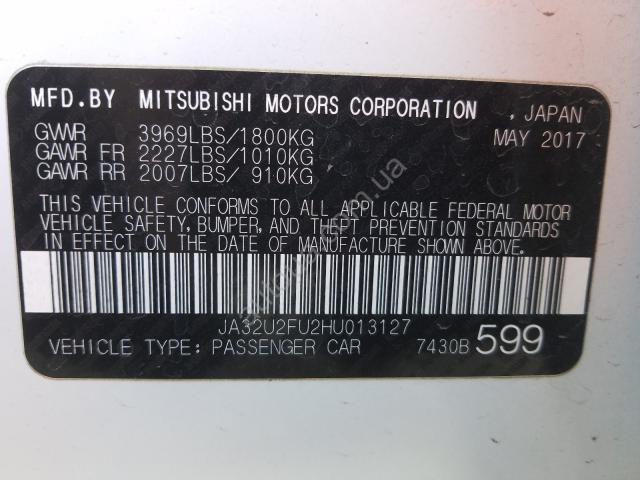 MFD.BY MITSUBISHI MOTORS CORPORATION , JAPAN
GVWR 3969LBS/1800KG MAY 2017
GAWR FR 2227LBS/1010KG
GAWR RR 2007LBS/ 910KG
THIS VEHICLE CONFORMS TO ALL APPLICABLE FEDERAL MOTOR
VEHICLE SAFETY, BUMPER, AND THEFT PREVENTION STANDARDS
IN EFFECT ON THE DATE OF MANUFACTURE SHOWN ABOVE.
JA32U2FU2HU013127
VEHICLE TYPE: PASSENGER CAR 7430B 599